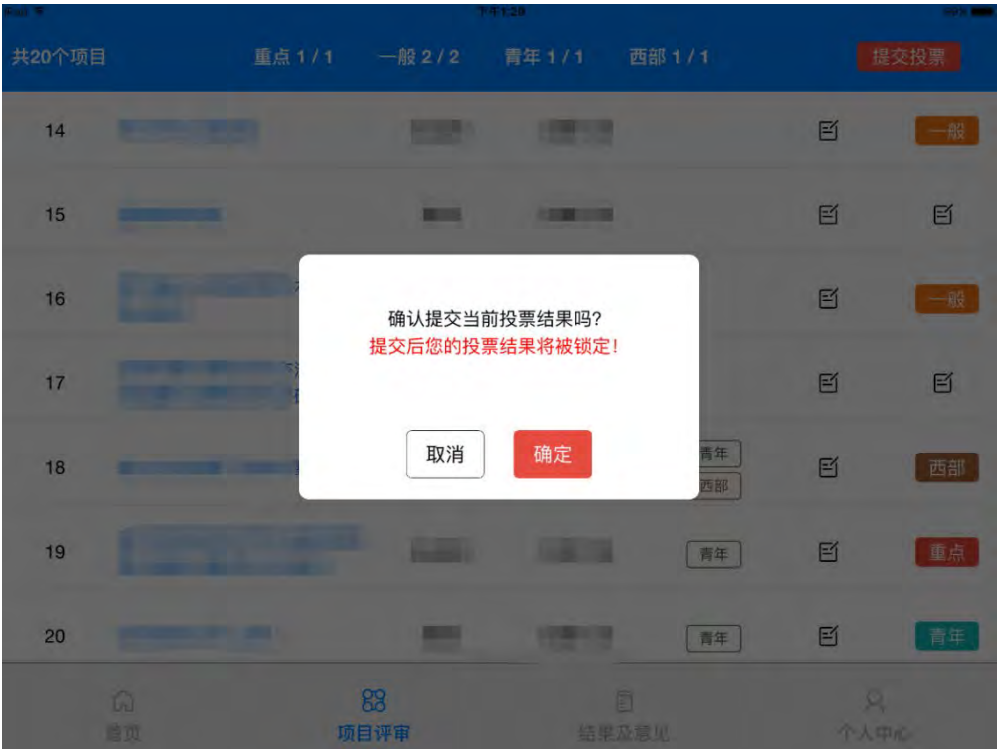 下午1:20
共20个项目 重点 1 / 1 一般 2 / 2 青年 1 / 1 西部 1 / 1 提交投票
14 一般
15
16 一般
确认提交当前投票结果吗?
提交后您的投票结果将被锁定!
17
取消 确定
青年
18 西部
西部
19 青年 重点
20 青年 青年
首页 项目评审 结果及意见 个人中心